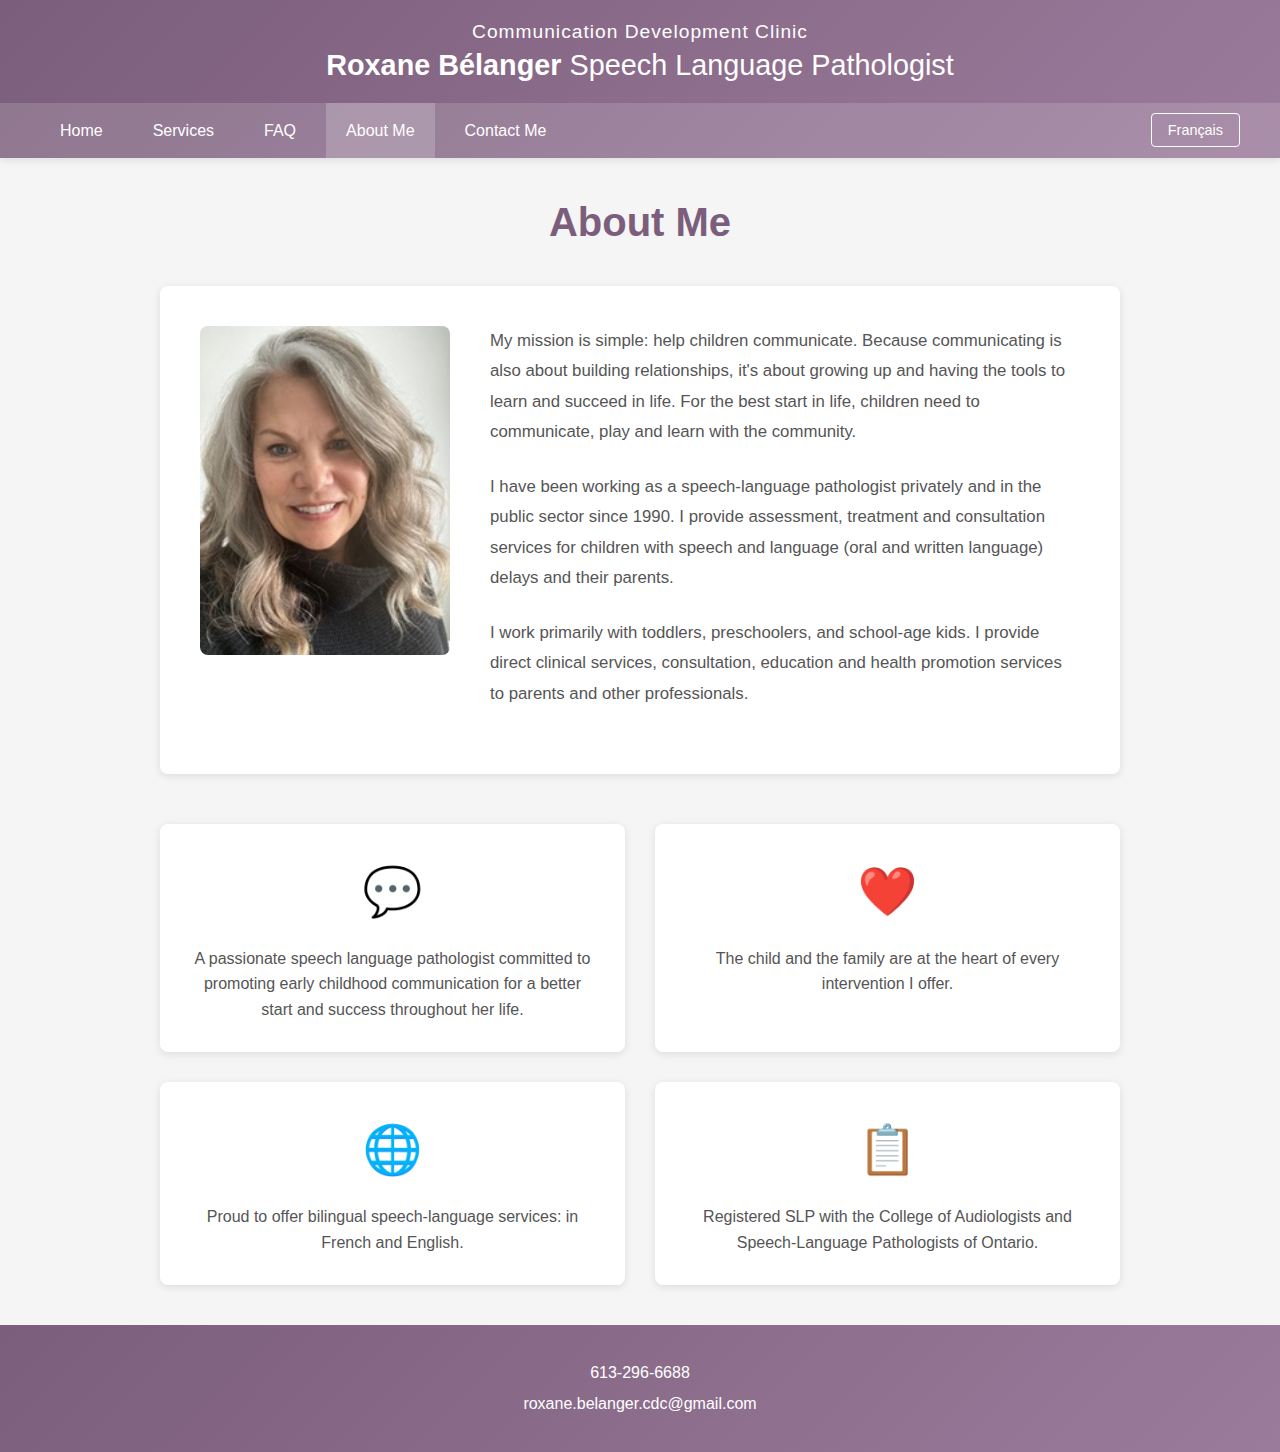 Communication Development Clinic
Roxane Bélanger Speech Language Pathologist
Home Services FAQ About Me Contact Me Français
About Me
My mission is simple: help children communicate. Because communicating is
also about building relationships, it's about growing up and having the tools to
learn and succeed in life. For the best start in life, children need to
communicate, play and learn with the community.
I have been working as a speech-language pathologist privately and in the
public sector since 1990. I provide assessment, treatment and consultation
services for children with speech and language (oral and written language)
delays and their parents.
I work primarily with toddlers, preschoolers, and school-age kids. I provide
direct clinical services, consultation, education and health promotion services
to parents and other professionals.
A passionate speech language pathologist committed to
promoting early childhood communication for a better
start and success throughout her life.
The child and the family are at the heart of every
intervention I offer.
Proud to offer bilingual speech-language services: in
French and English.
Registered SLP with the College of Audiologists and
Speech-Language Pathologists of Ontario.
613-296-6688
roxane.belanger.cdc@gmail.com